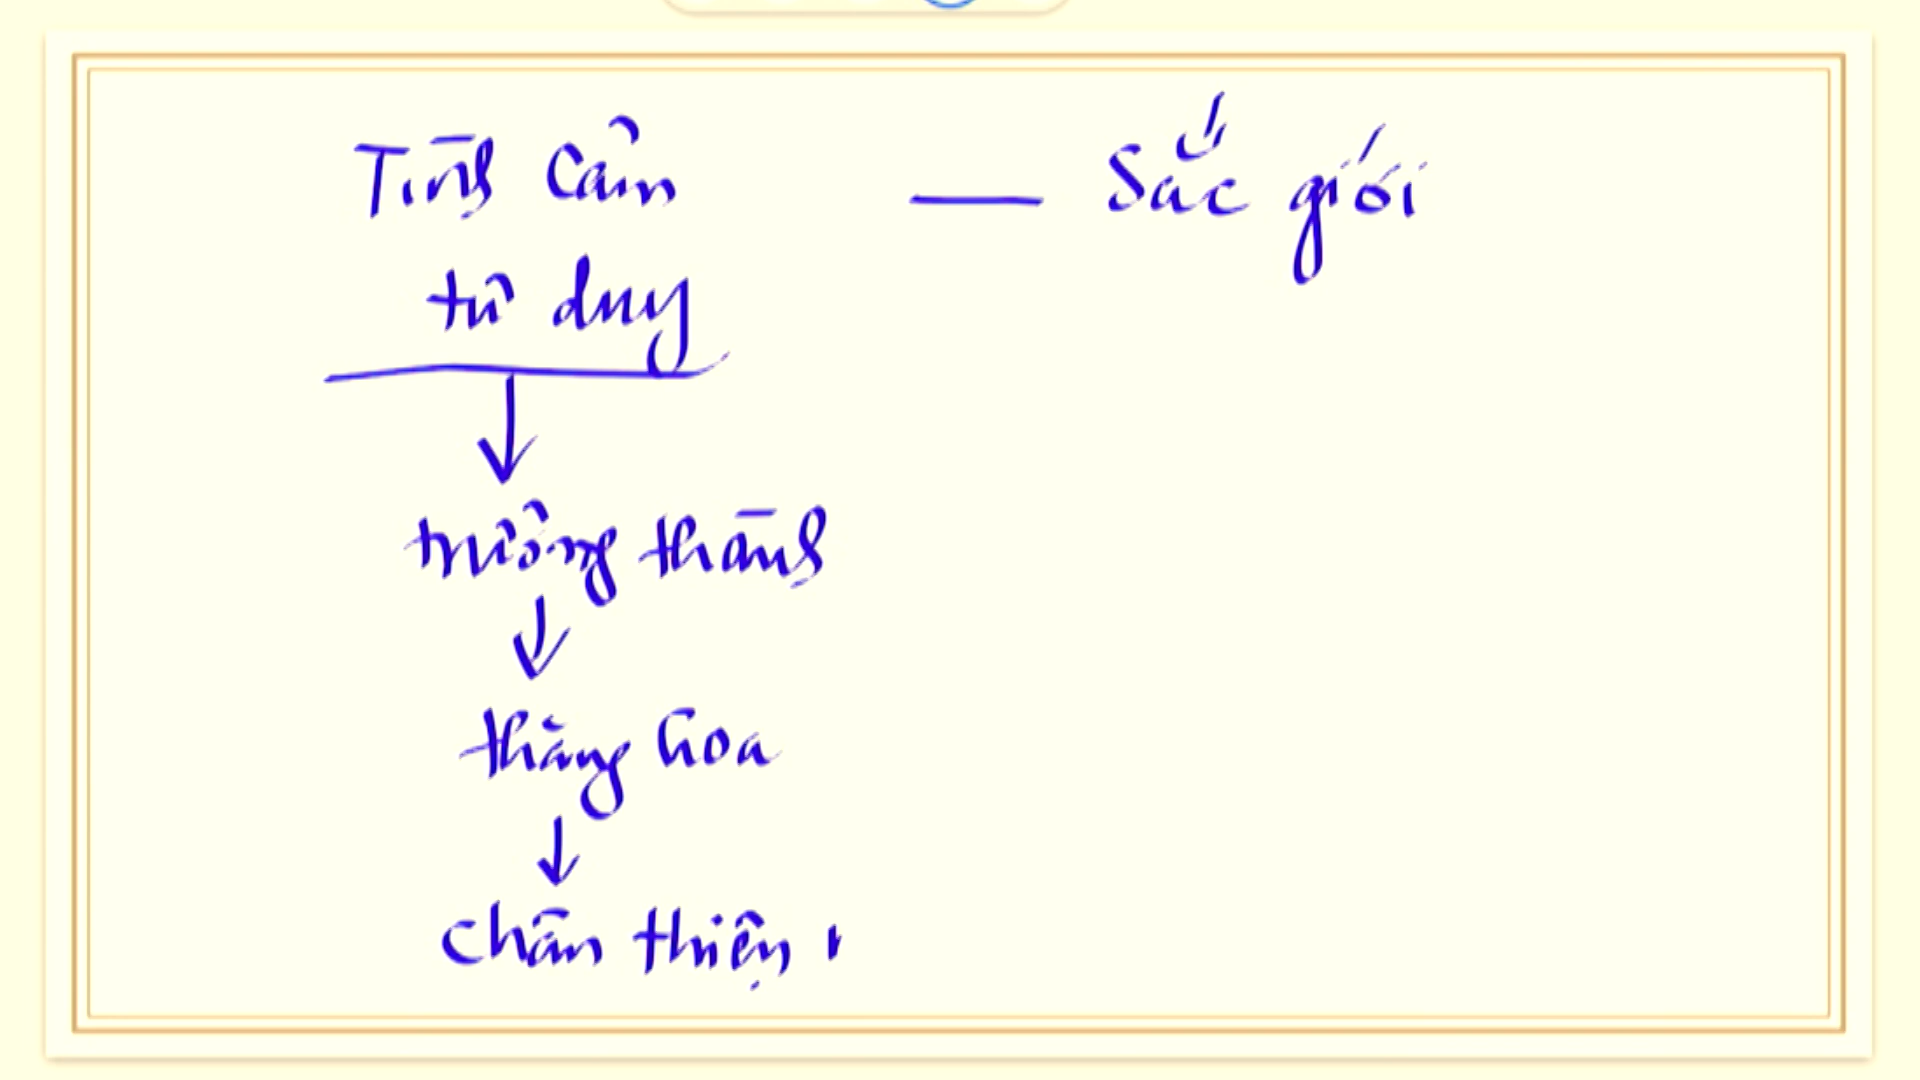 Tình cảm — Sắc giới
tư duy
trưởng thành
thăng hoa
chân thiện